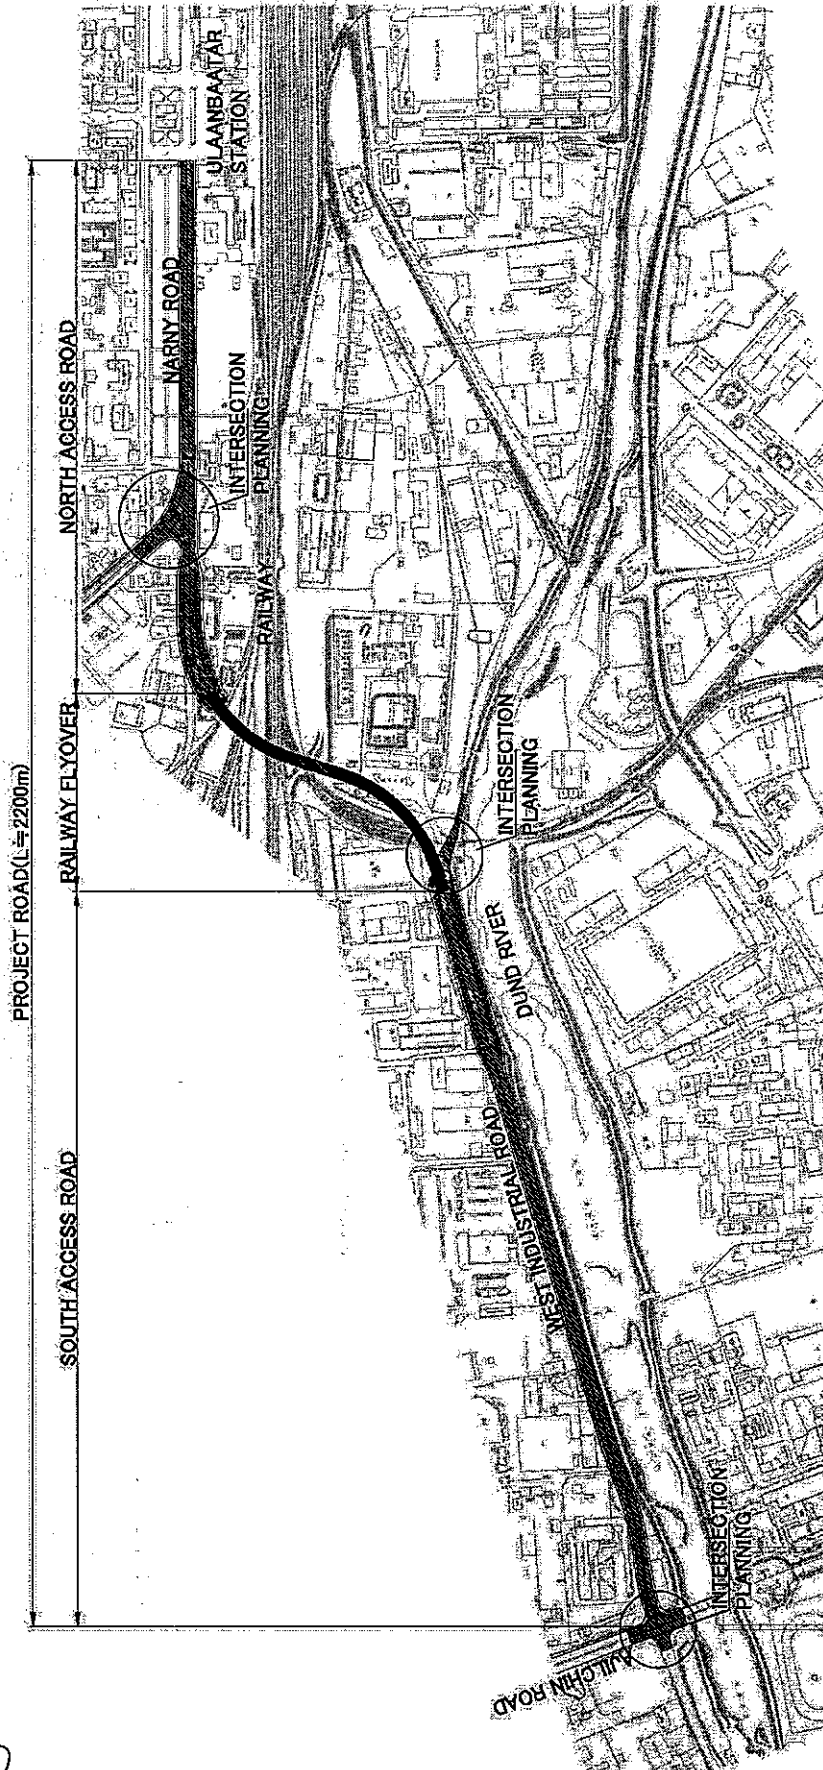 PROJECT ROAD(L≒2200m)
SOUTH ACCESS ROAD
RAILWAY FLYOVER
NORTH ACCESS ROAD
NARNY ROAD
ULAANBAATAR
STATION
INTERSECTION
PLANNING
RAILWAY
INTERSECTION
PLANNING
DUND RIVER
WEST INDUSTRIAL ROAD
INTERSECTION
PLANNING
AJILCHIN ROAD